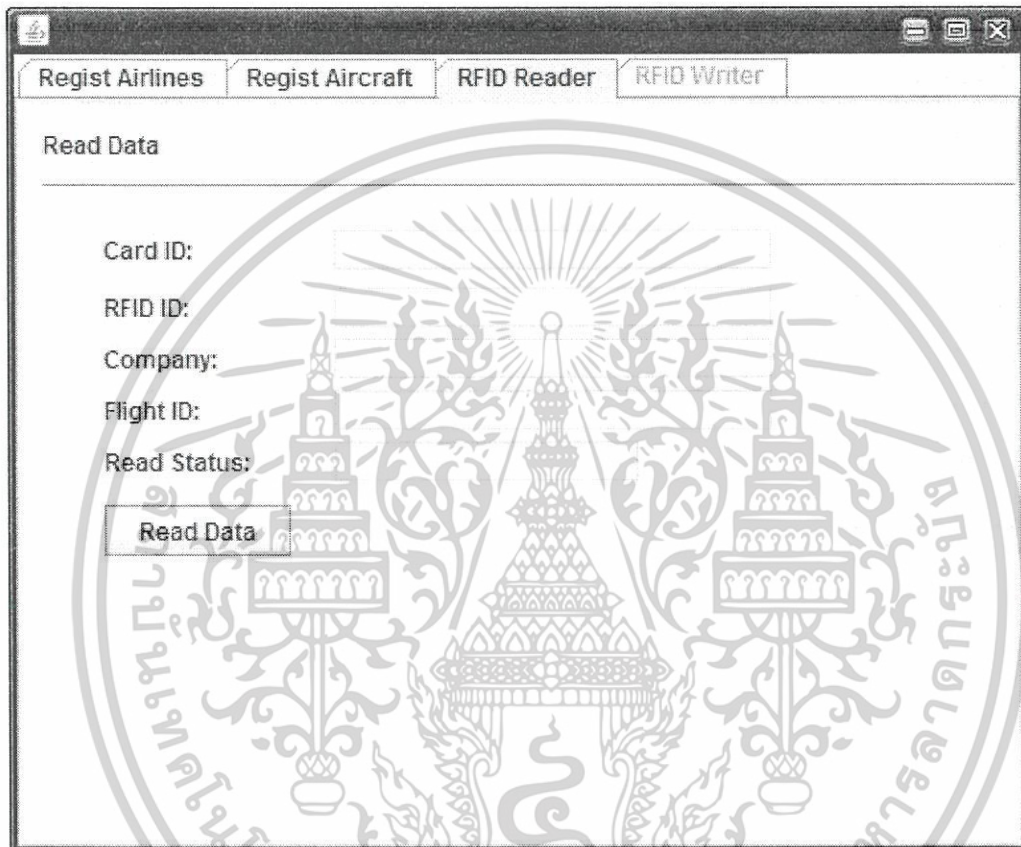 Regist Airlines Regist Aircraft RFID Reader RFID Writer
Read Data
Card ID:
RFID ID:
Company:
Flight ID:
Read Status:
Read Data